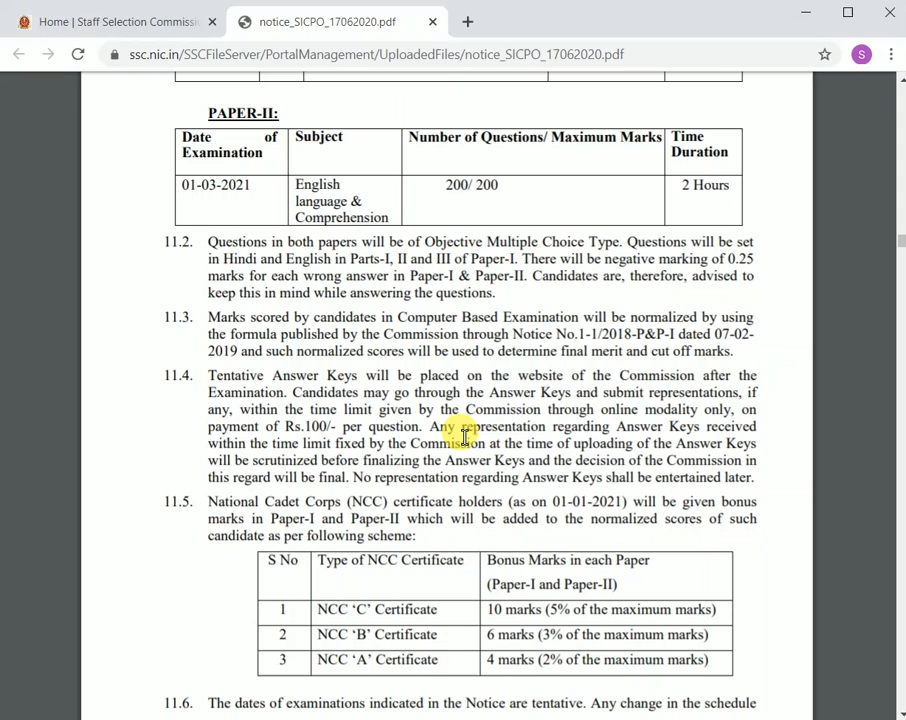 Home | Staff Selection Commissi
notice_SICPO_17062020.pdf
S
ssc.nic.in/SSCFileServer/PortalManagement/UploadedFiles/notice_SICPO_17062020.pdf
PAPER-II:
Date of Examination Subject Number of Questions/ Maximum Marks Time Duration
01-03-2021 English language & Comprehension 200/ 200 2 Hours
11.2. Questions in both papers will be of Objective Multiple Choice Type. Questions will be set
in Hindi and English in Parts-I, II and III of Paper-I. There will be negative marking of 0.25
marks for each wrong answer in Paper-I & Paper-II. Candidates are, therefore, advised to
keep this in mind while answering the questions.
11.3. Marks scored by candidates in Computer Based Examination will be normalized by using
the formula published by the Commission through Notice No.1-1/2018-P&P-I dated 07-02-
2019 and such normalized scores will be used to determine final merit and cut off marks.
11.4. Tentative Answer Keys will be placed on the website of the Commission after the
Examination. Candidates may go through the Answer Keys and submit representations, if
any, within the time limit given by the Commission through online modality only, on
payment of Rs.100/- per question. Any representation regarding Answer Keys received
within the time limit fixed by the Commission at the time of uploading of the Answer Keys
will be scrutinized before finalizing the Answer Keys and the decision of the Commission in
this regard will be final. No representation regarding Answer Keys shall be entertained later.
11.5. National Cadet Corps (NCC) certificate holders (as on 01-01-2021) will be given bonus
marks in Paper-I and Paper-II which will be added to the normalized scores of such
candidate as per following scheme:
S No Type of NCC Certificate Bonus Marks in each Paper
(Paper-I and Paper-II)
1 NCC ‘C’ Certificate 10 marks (5% of the maximum marks)
2 NCC ‘B’ Certificate 6 marks (3% of the maximum marks)
3 NCC ‘A’ Certificate 4 marks (2% of the maximum marks)
11.6. The dates of examinations indicated in the Notice are tentative. Any change in the schedule